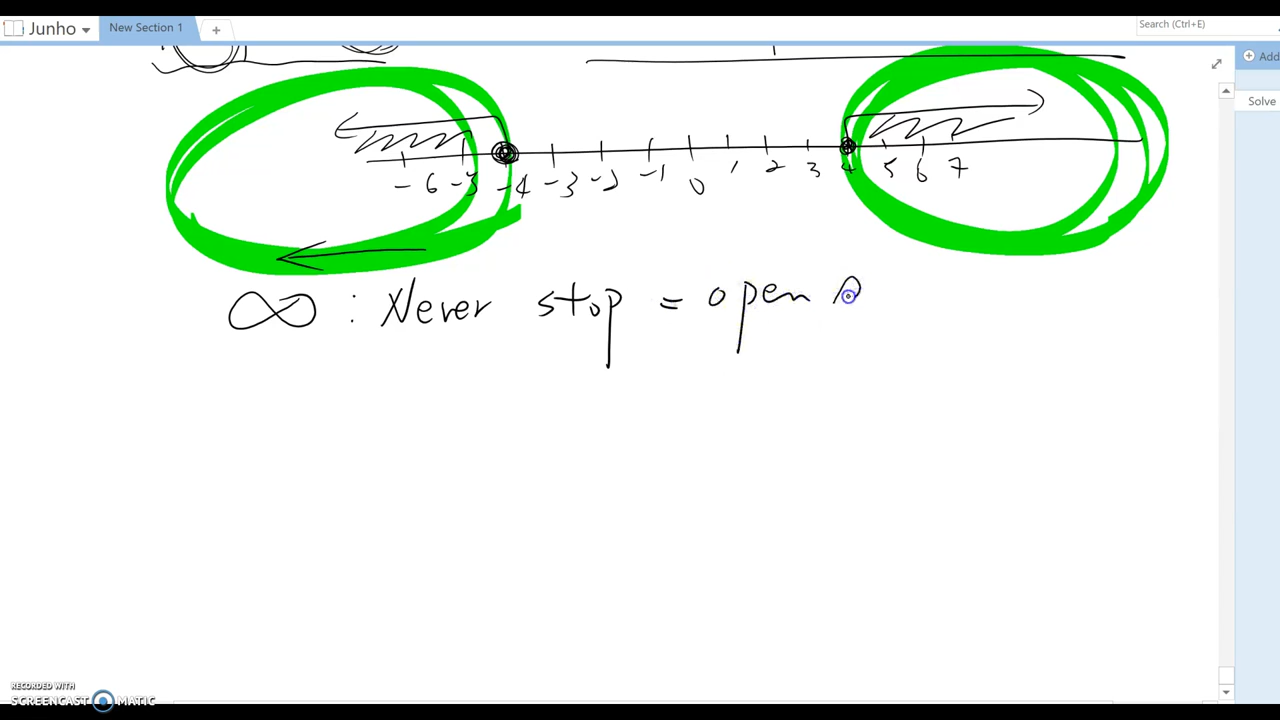 Junho
New Section 1
Search (Ctrl+E)
Add
Solve
-6 -5 -4 -3 -2 -1 0 1 2 3 4 5 6 7
∞ : Never stop = open
RECORDED WITH
SCREENCAST MATIC